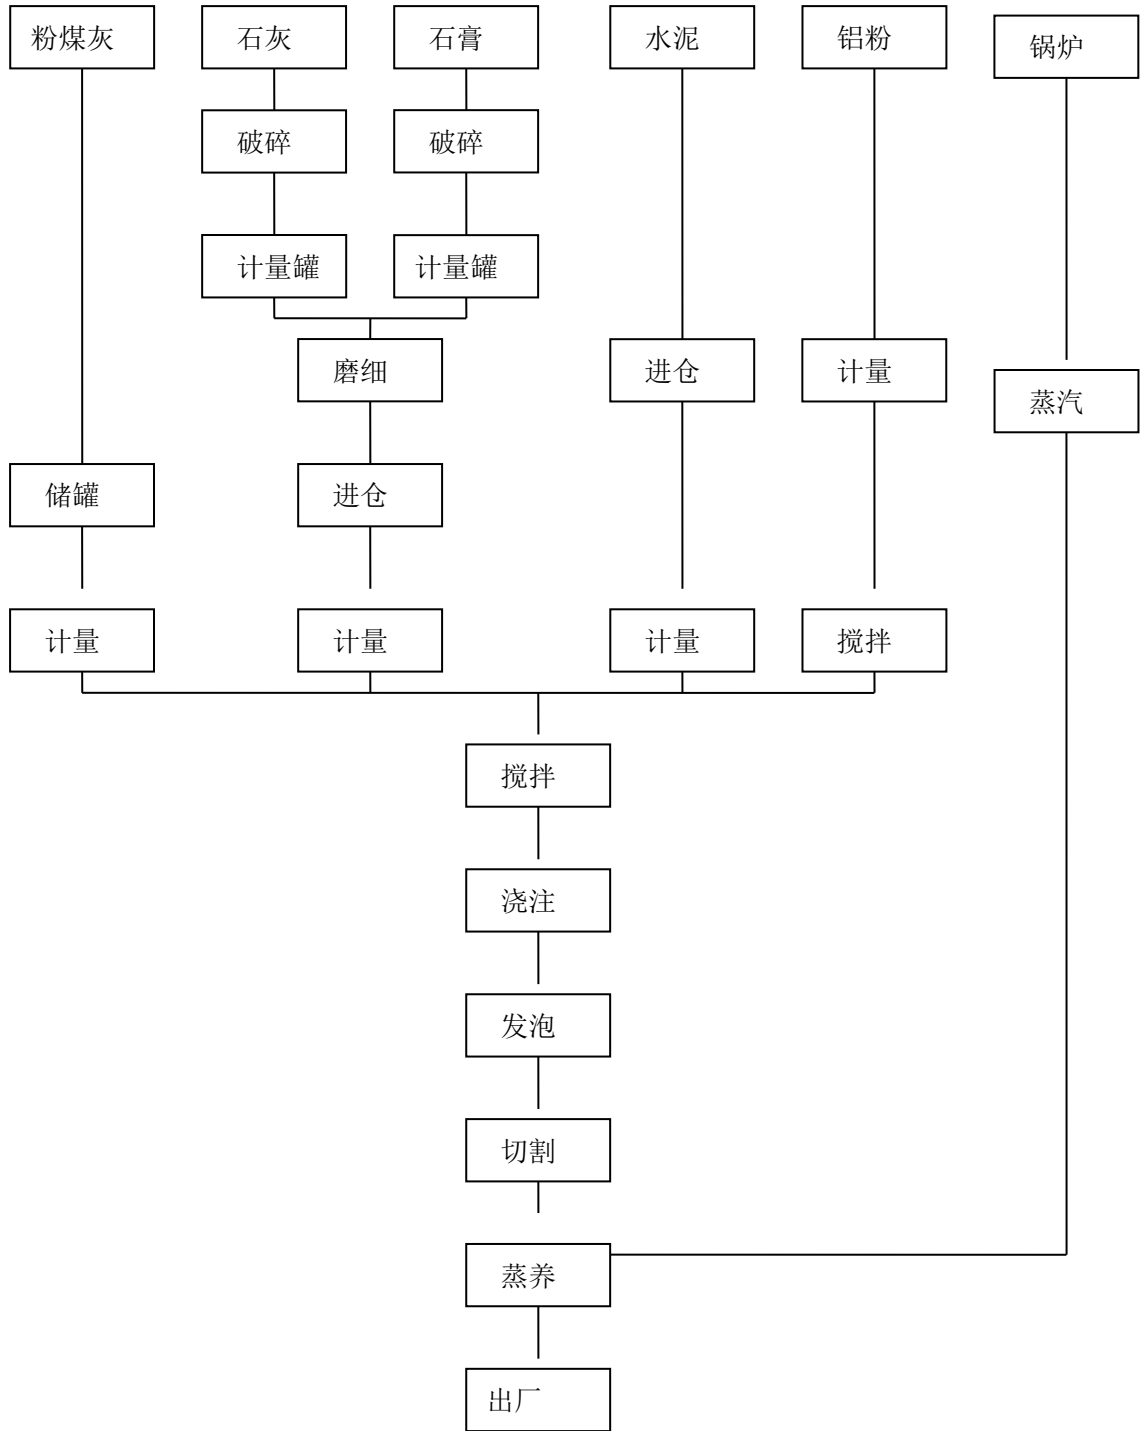 粉煤灰
石灰
石膏
水泥
铝粉
锅炉
破碎
破碎
计量罐
计量罐
磨细
进仓
计量
蒸汽
储罐
进仓
计量
计量
计量
搅拌
搅拌
浇注
发泡
切割
蒸养
出厂